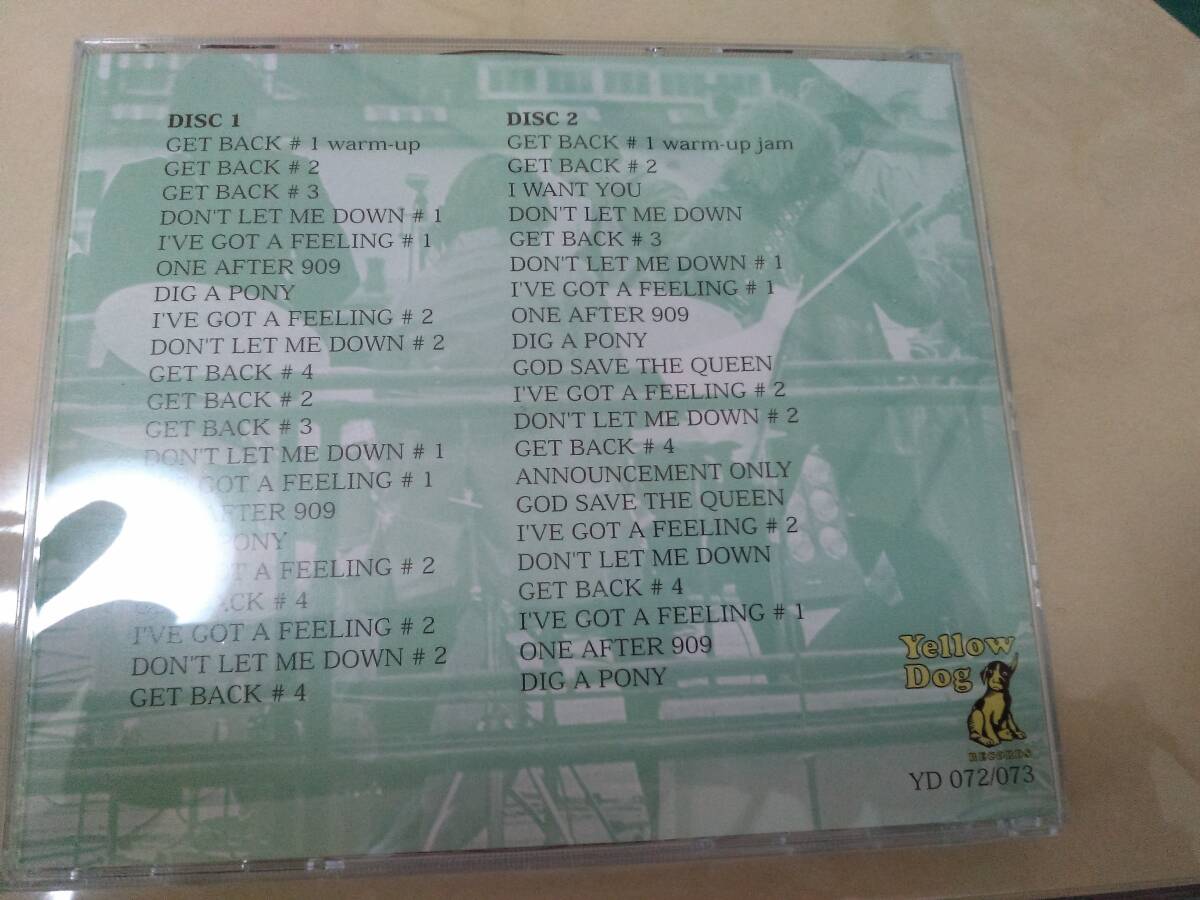 DISC 1
GET BACK # 1 warm-up
GET BACK # 2
GET BACK # 3
DON'T LET ME DOWN # 1
I'VE GOT A FEELING # 1
ONE AFTER 909
DIG A PONY
I'VE GOT A FEELING # 2
DON'T LET ME DOWN # 2
GET BACK # 4
GET BACK # 2
GET BACK # 3
DON'T LET ME DOWN # 1
GOT A FEELING # 1
AFTER 909
PONY
A FEELING # 2
# 4
I'VE GOT A FEELING # 2
DON'T LET ME DOWN # 2
GET BACK # 4
DISC 2
GET BACK # 1 warm-up jam
GET BACK # 2
I WANT YOU
DON'T LET ME DOWN
GET BACK # 3
DON'T LET ME DOWN # 1
I'VE GOT A FEELING # 1
ONE AFTER 909
DIG A PONY
GOD SAVE THE QUEEN
I'VE GOT A FEELING # 2
DON'T LET ME DOWN # 2
GET BACK # 4
ANNOUNCEMENT ONLY
GOD SAVE THE QUEEN
I'VE GOT A FEELING # 2
DON'T LET ME DOWN
GET BACK # 4
I'VE GOT A FEELING # 1
ONE AFTER 909
DIG A PONY
Yellow
Dog
RECORDS
YD 072/073